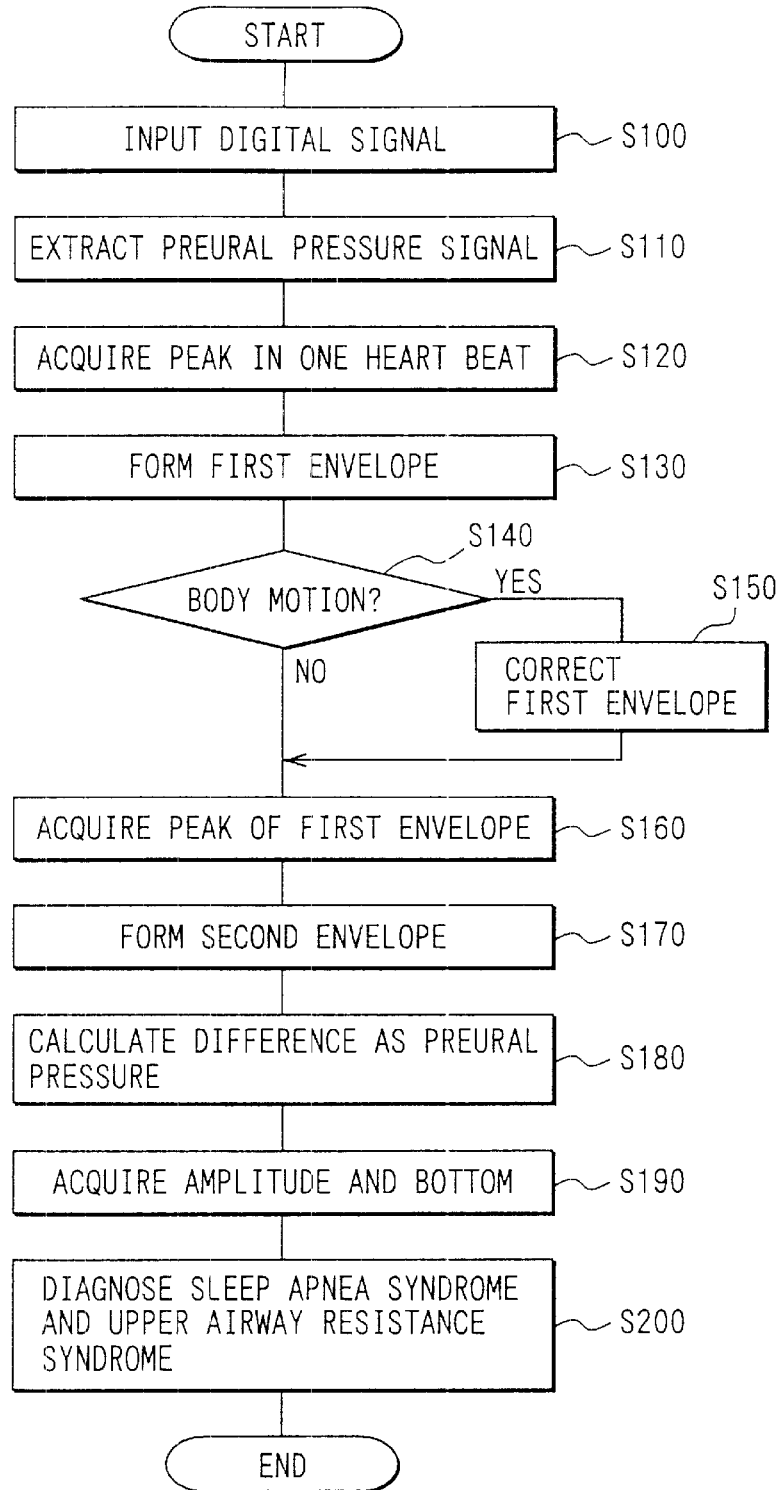 START
INPUT DIGITAL SIGNAL
S100
EXTRACT PREURAL PRESSURE SIGNAL
S110
ACQUIRE PEAK IN ONE HEART BEAT
S120
FORM FIRST ENVELOPE
S130
S140
BODY MOTION?
YES
NO
S150
CORRECT
FIRST ENVELOPE
ACQUIRE PEAK OF FIRST ENVELOPE
S160
FORM SECOND ENVELOPE
S170
CALCULATE DIFFERENCE AS PREURAL
PRESSURE
S180
ACQUIRE AMPLITUDE AND BOTTOM
S190
DIAGNOSE SLEEP APNEA SYNDROME
AND UPPER AIRWAY RESISTANCE
SYNDROME
S200
END